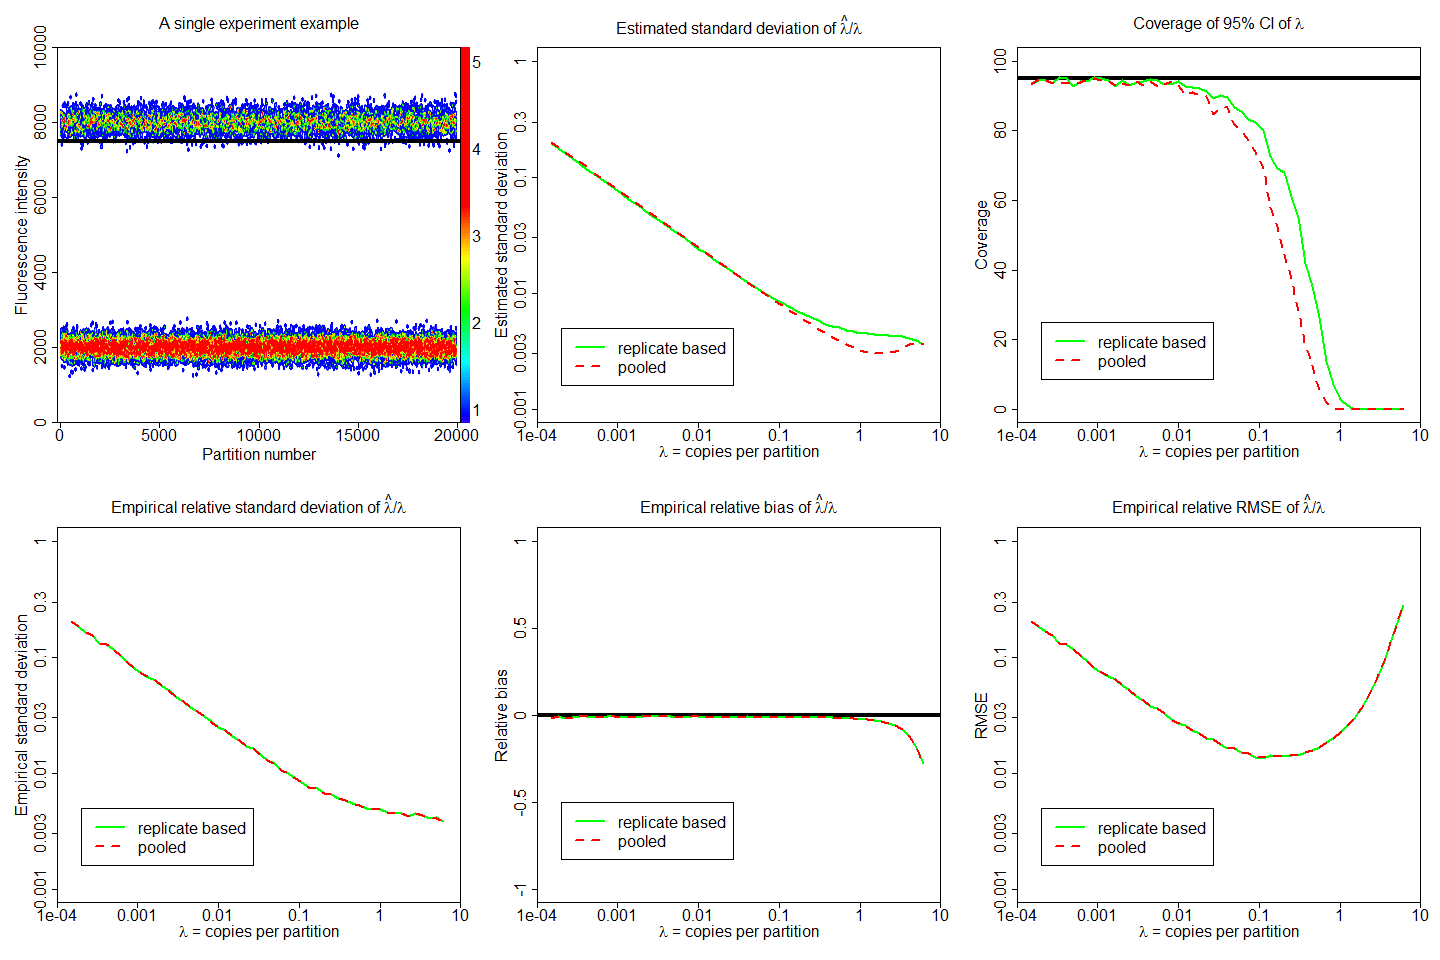 A single experiment example
Fluorescence intensity
0
2000
4000
6000
8000
10000
0 5000 10000 15000 20000
Partition number
1
2
3
4
5
Estimated standard deviation of λ̂/λ
Estimated standard deviation
0.001
0.003
0.01
0.03
0.1
0.3
1
replicate based
pooled
1e-04 0.001 0.01 0.1 1 10
λ = copies per partition
Coverage of 95% CI of λ
Coverage
0
20
40
60
80
100
replicate based
pooled
1e-04 0.001 0.01 0.1 1 10
λ = copies per partition
Empirical relative standard deviation of λ̂/λ
Empirical standard deviation
0.001
0.003
0.01
0.03
0.1
0.3
1
replicate based
pooled
1e-04 0.001 0.01 0.1 1 10
λ = copies per partition
Empirical relative bias of λ̂/λ
Relative bias
-1
-0.5
0
0.5
1
replicate based
pooled
1e-04 0.001 0.01 0.1 1 10
λ = copies per partition
Empirical relative RMSE of λ̂/λ
RMSE
0.001
0.003
0.01
0.03
0.1
0.3
1
replicate based
pooled
1e-04 0.001 0.01 0.1 1 10
λ = copies per partition